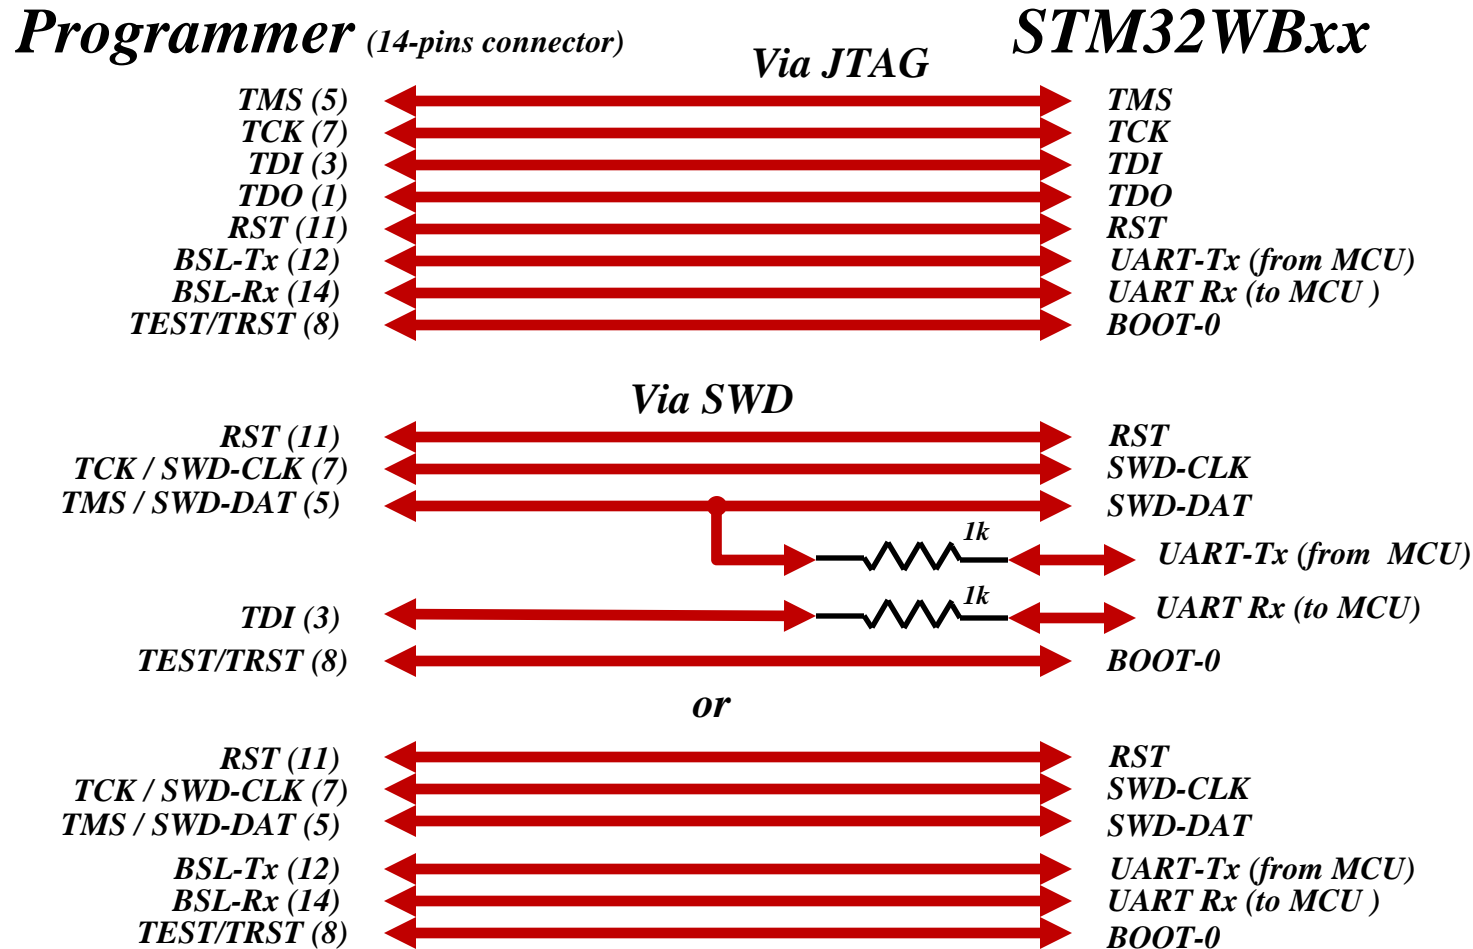 Programmer (14-pins connector) STM32WBxx
Via JTAG
TMS (5) TMS
TCK (7) TCK
TDI (3) TDI
TDO (1) TDO
RST (11) RST
BSL-Tx (12) UART-Tx (from MCU)
BSL-Rx (14) UART Rx (to MCU )
TEST/TRST (8) BOOT-0
Via SWD
RST (11) RST
TCK / SWD-CLK (7) SWD-CLK
TMS / SWD-DAT (5) SWD-DAT
1k UART-Tx (from MCU)
TDI (3) 1k UART Rx (to MCU)
TEST/TRST (8) BOOT-0
or
RST (11) RST
TCK / SWD-CLK (7) SWD-CLK
TMS / SWD-DAT (5) SWD-DAT
BSL-Tx (12) UART-Tx (from MCU)
BSL-Rx (14) UART Rx (to MCU )
TEST/TRST (8) BOOT-0